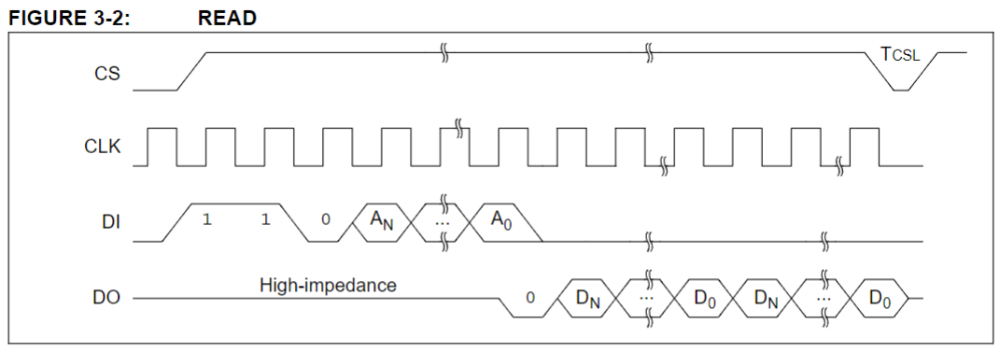 FIGURE 3-2: READ
CS TCSL
CLK
DI 1 1 0 AN ... A0
DO High-impedance 0 DN ... D0 DN ... D0